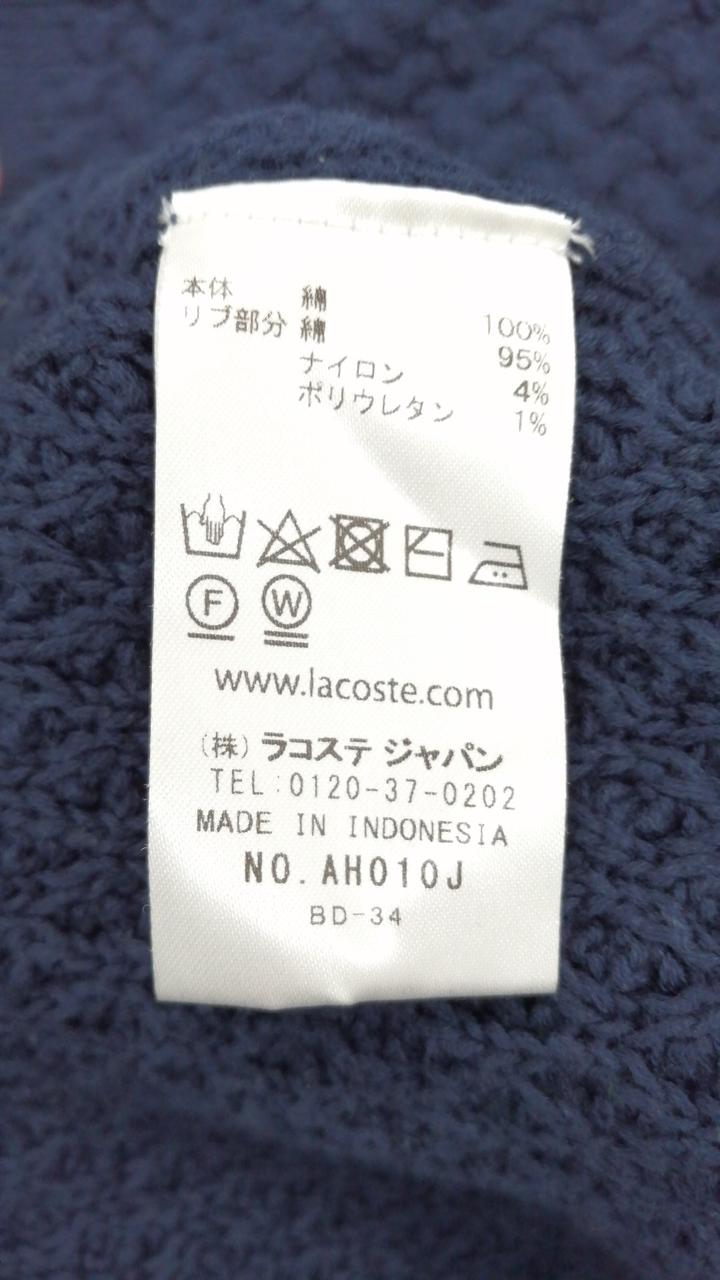 本体 綿 100%
リブ部分 綿 95%
ナイロン 4%
ポリウレタン 1%
F W
www.lacoste.com
(株) ラコステ ジャパン
TEL:0120-37-0202
MADE IN INDONESIA
NO. AH010J
BD-34